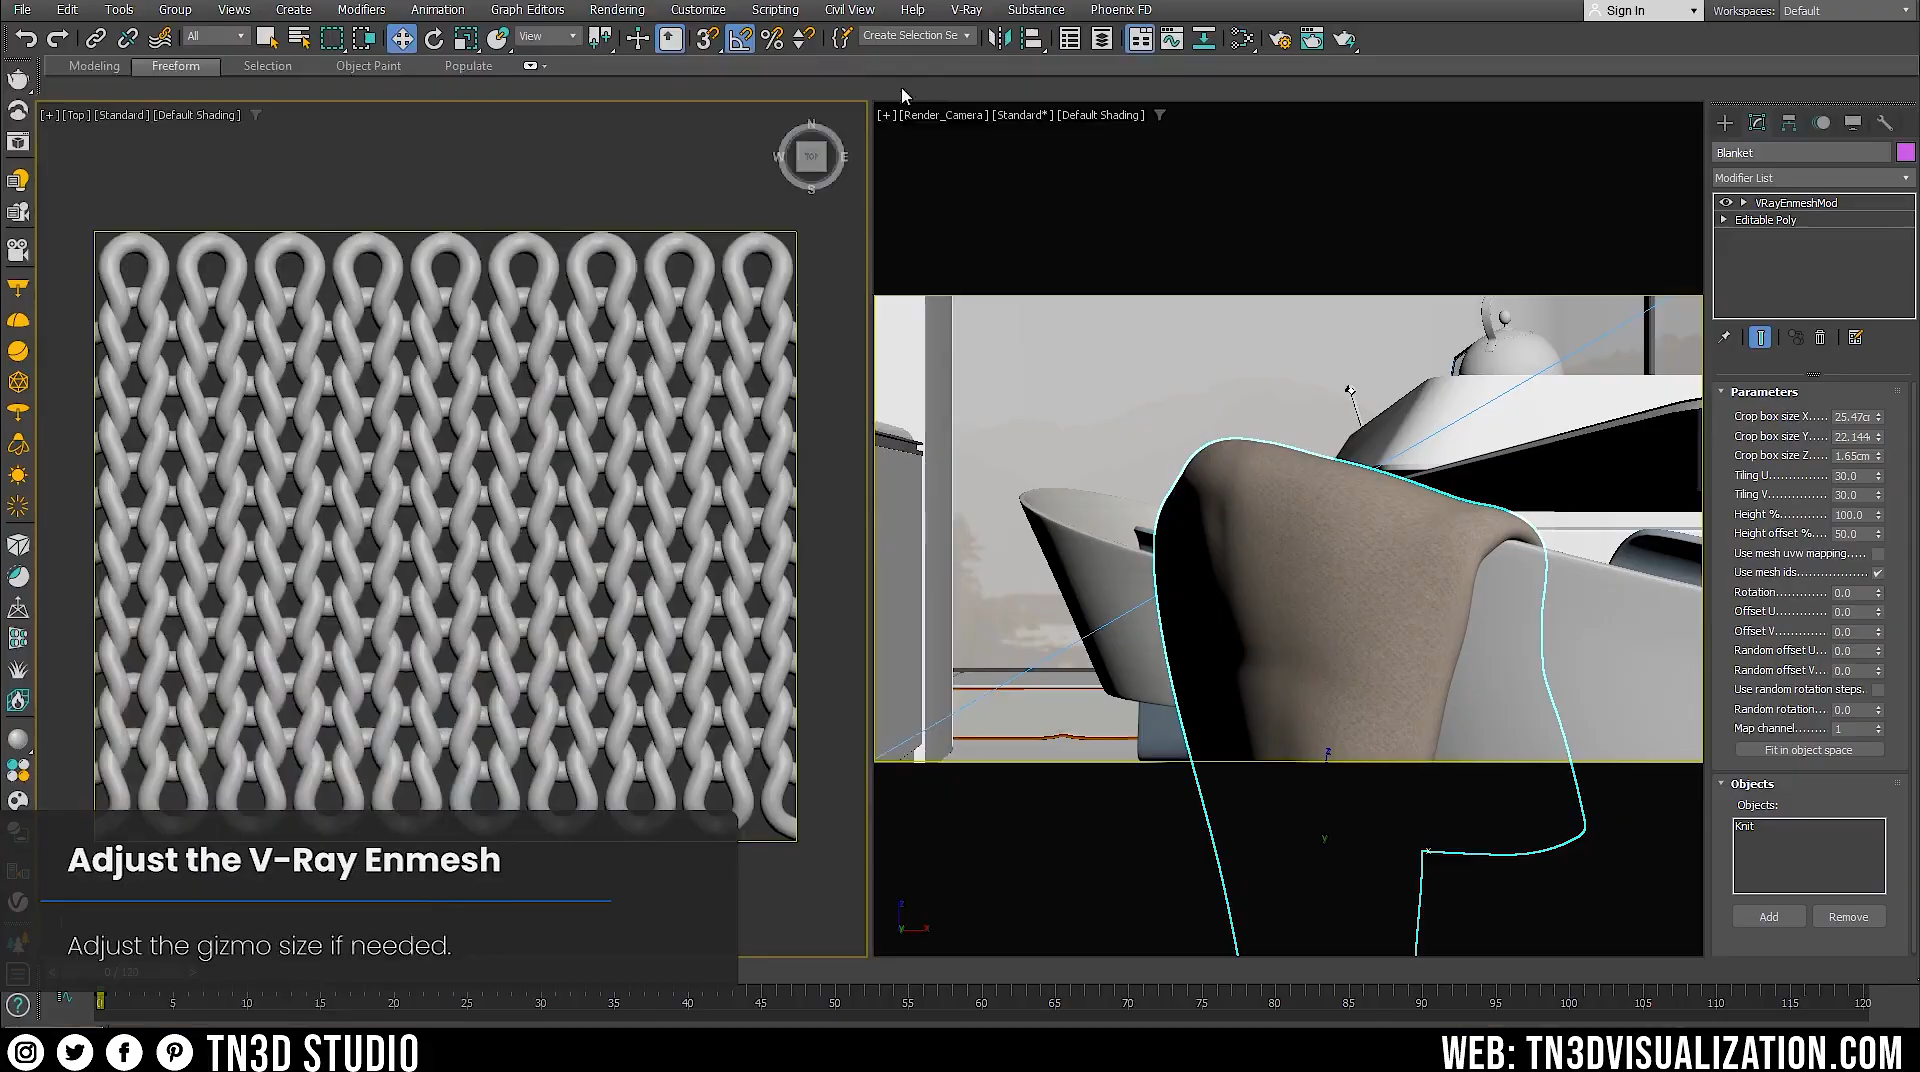 File Edit Tools Group Views Create Modifiers Animation Graph Editors Rendering Customize Scripting Civil View Help V-Ray Substance Phoenix FD Sign In Workspaces: Default
All View Create Selection Se
Modeling Freeform Selection Object Paint Populate
[+] [Top] [Standard] [Default Shading]
N
W TOP E
S
[+] [Render_Camera] [Standard*] [Default Shading]
Blanket
Modifier List
VRayEnmeshMod
Editable Poly
Parameters
Crop box size X..... 25.47cr
Crop box size Y..... 22.144
Crop box size Z..... 1.65cm
Tiling U............. 30.0
Tiling V............. 30.0
Height %............ 100.0
Height offset %.... 50.0
Use mesh uvw mapping.....
Use mesh ids.................
Rotation............ 0.0
Offset U............ 0.0
Offset V............ 0.0
Random offset U... 0.0
Random offset V... 0.0
Use random rotation steps.
Random rotation... 0.0
Map channel........ 1
Fit in object space
Objects
Objects:
Knit
Add Remove
z
y
x
z
y x
Adjust the V-Ray Enmesh
Adjust the gizmo size if needed.
0 / 120
0 5 10 15 20 25 30 35 40 45 50 55 60 65 70 75 80 85 90 95 100 105 110 115 120
TN3D STUDIO
WEB: TN3DVISUALIZATION.COM